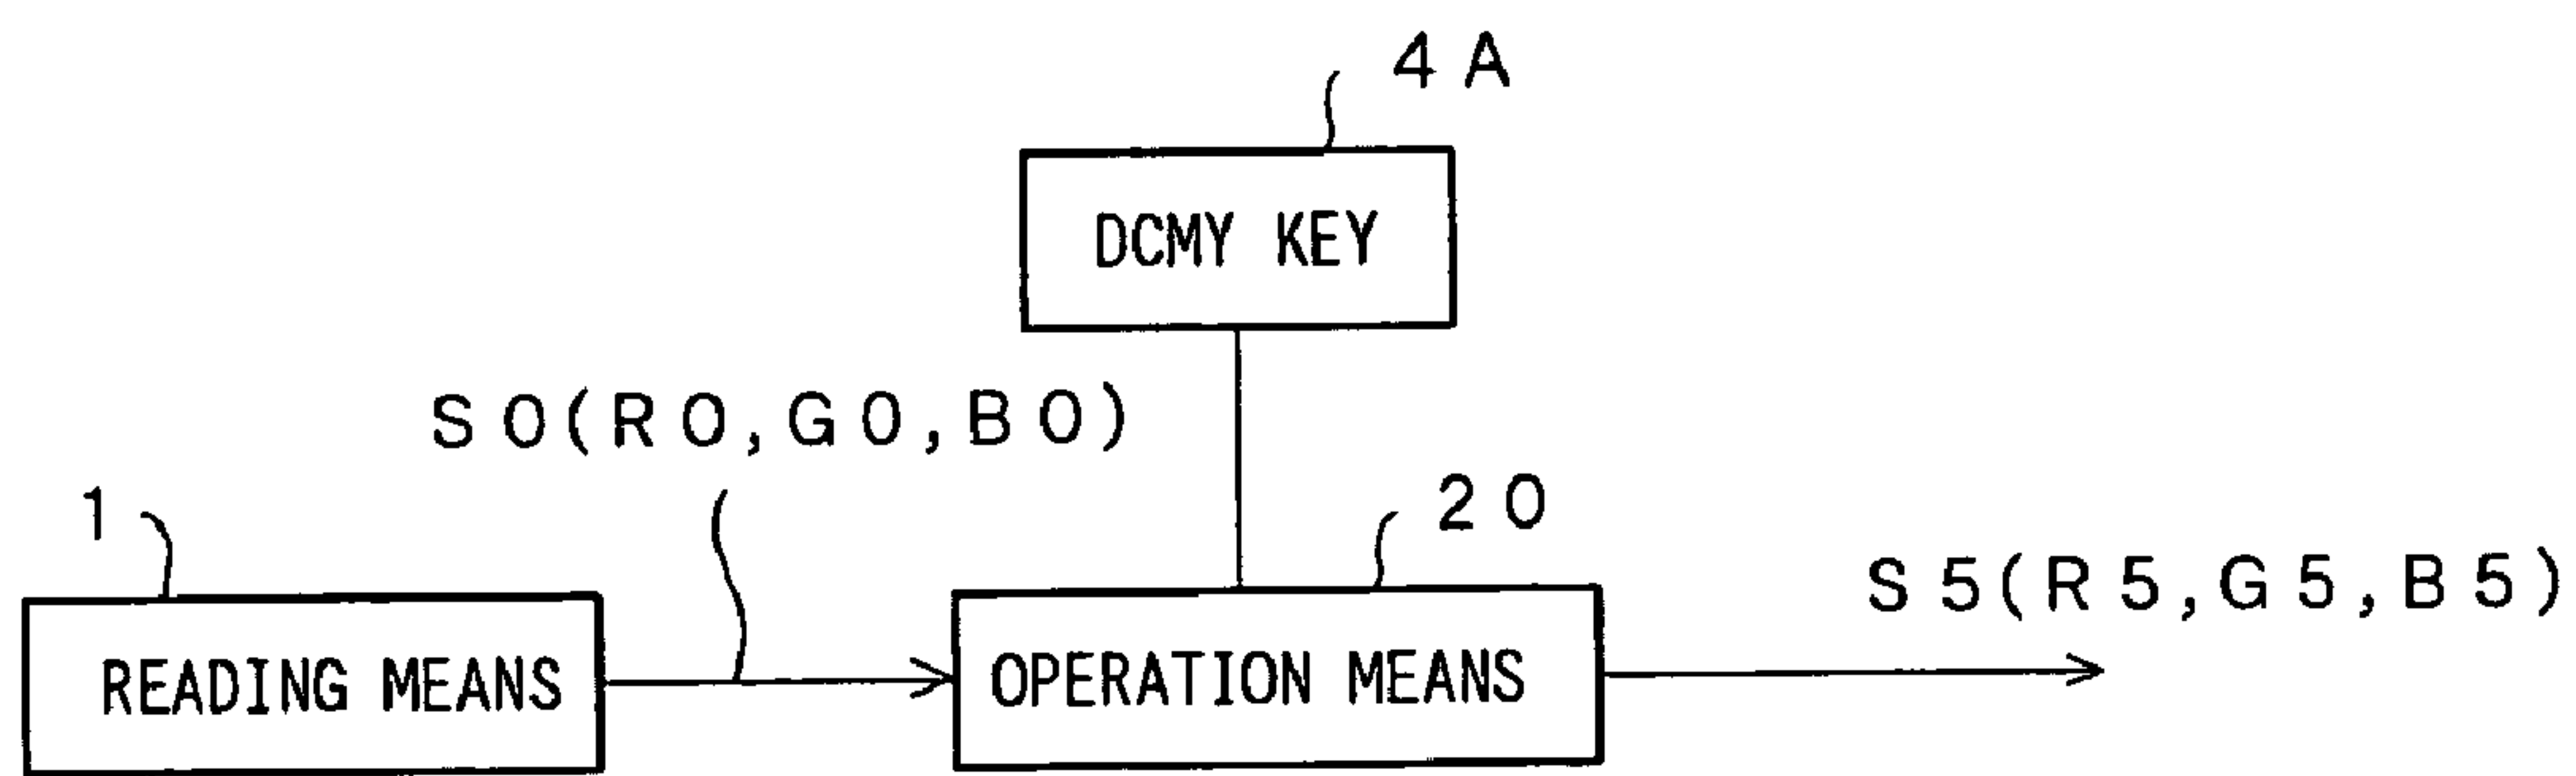 4A
DCMY KEY
S0(R0,G0,B0)
1
20
S5(R5,G5,B5)
READING MEANS
OPERATION MEANS